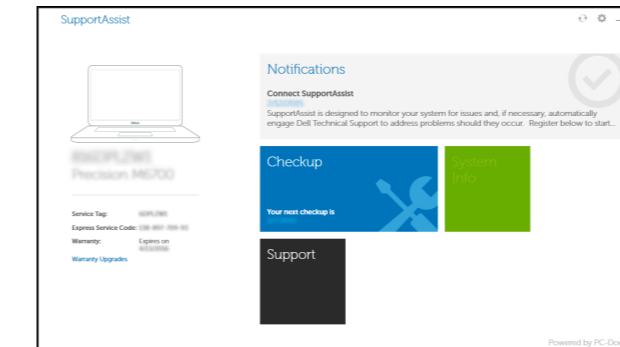 SupportAssist
Precision M6700
Service Tag:
Express Service Code:
Warranty: Expires on
Warranty Upgrades
Notifications
Connect SupportAssist
SupportAssist is designed to monitor your system for issues and, if necessary, automatically
engage Dell Technical Support to address problems should they occur. Register below to start...
Checkup
Your next checkup is
System
Info
Support
Powered by PC-Doc